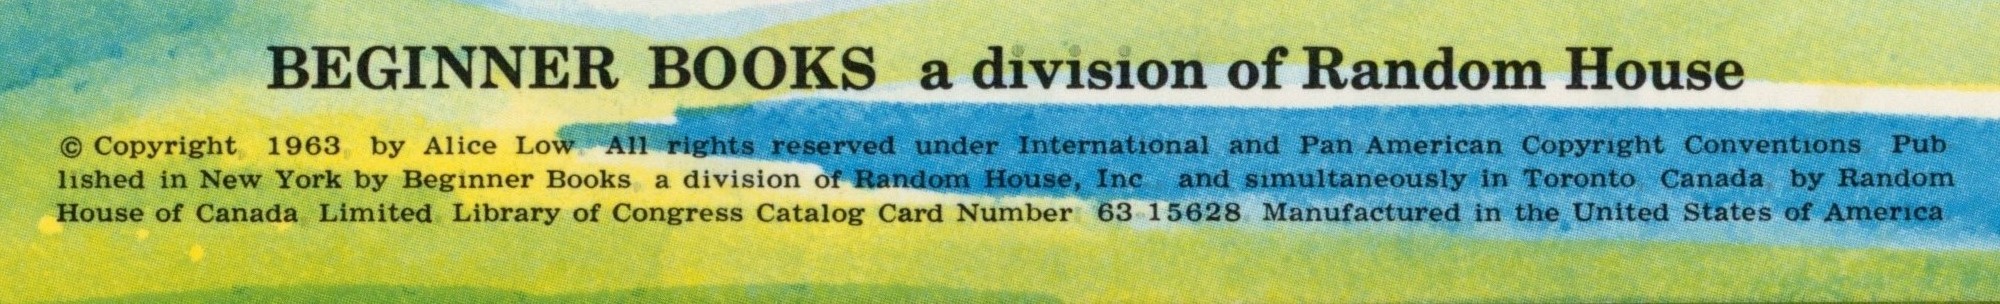 BEGINNER BOOKS a division of Random House
© Copyright, 1963, by Alice Low. All rights reserved under International and Pan American Copyright Conventions Pub
lished in New York by Beginner Books, a division of Random House, Inc and simultaneously in Toronto, Canada, by Random
House of Canada Limited. Library of Congress Catalog Card Number 63 15628 Manufactured in the United States of America